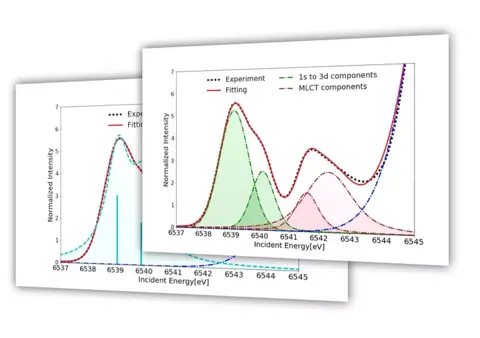 7
6
5
4
3
2
1
0
Normalized Intensity
Experiment
Fitting
1s to 3d components
MLCT components
6537 6538 6539 6540 6541 6542 6543 6544 6545
Incident Energy[eV]
7
6
5
4
3
2
1
0
Normalized Intensity
6537 6538 6539 6540 6541 6542 6543 6544 6545
Incident Energy[eV]